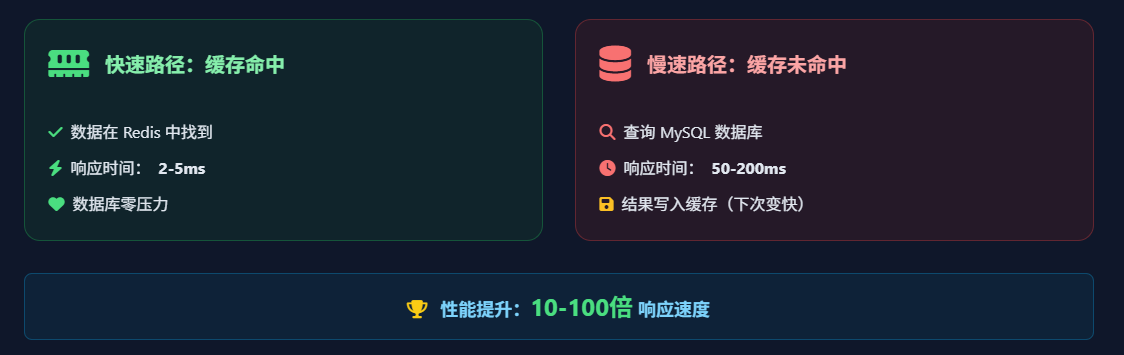 快速路径：缓存命中
数据在 Redis 中找到
响应时间： 2-5ms
数据库零压力
慢速路径：缓存未命中
查询 MySQL 数据库
响应时间： 50-200ms
结果写入缓存（下次变快）
性能提升：10-100倍 响应速度